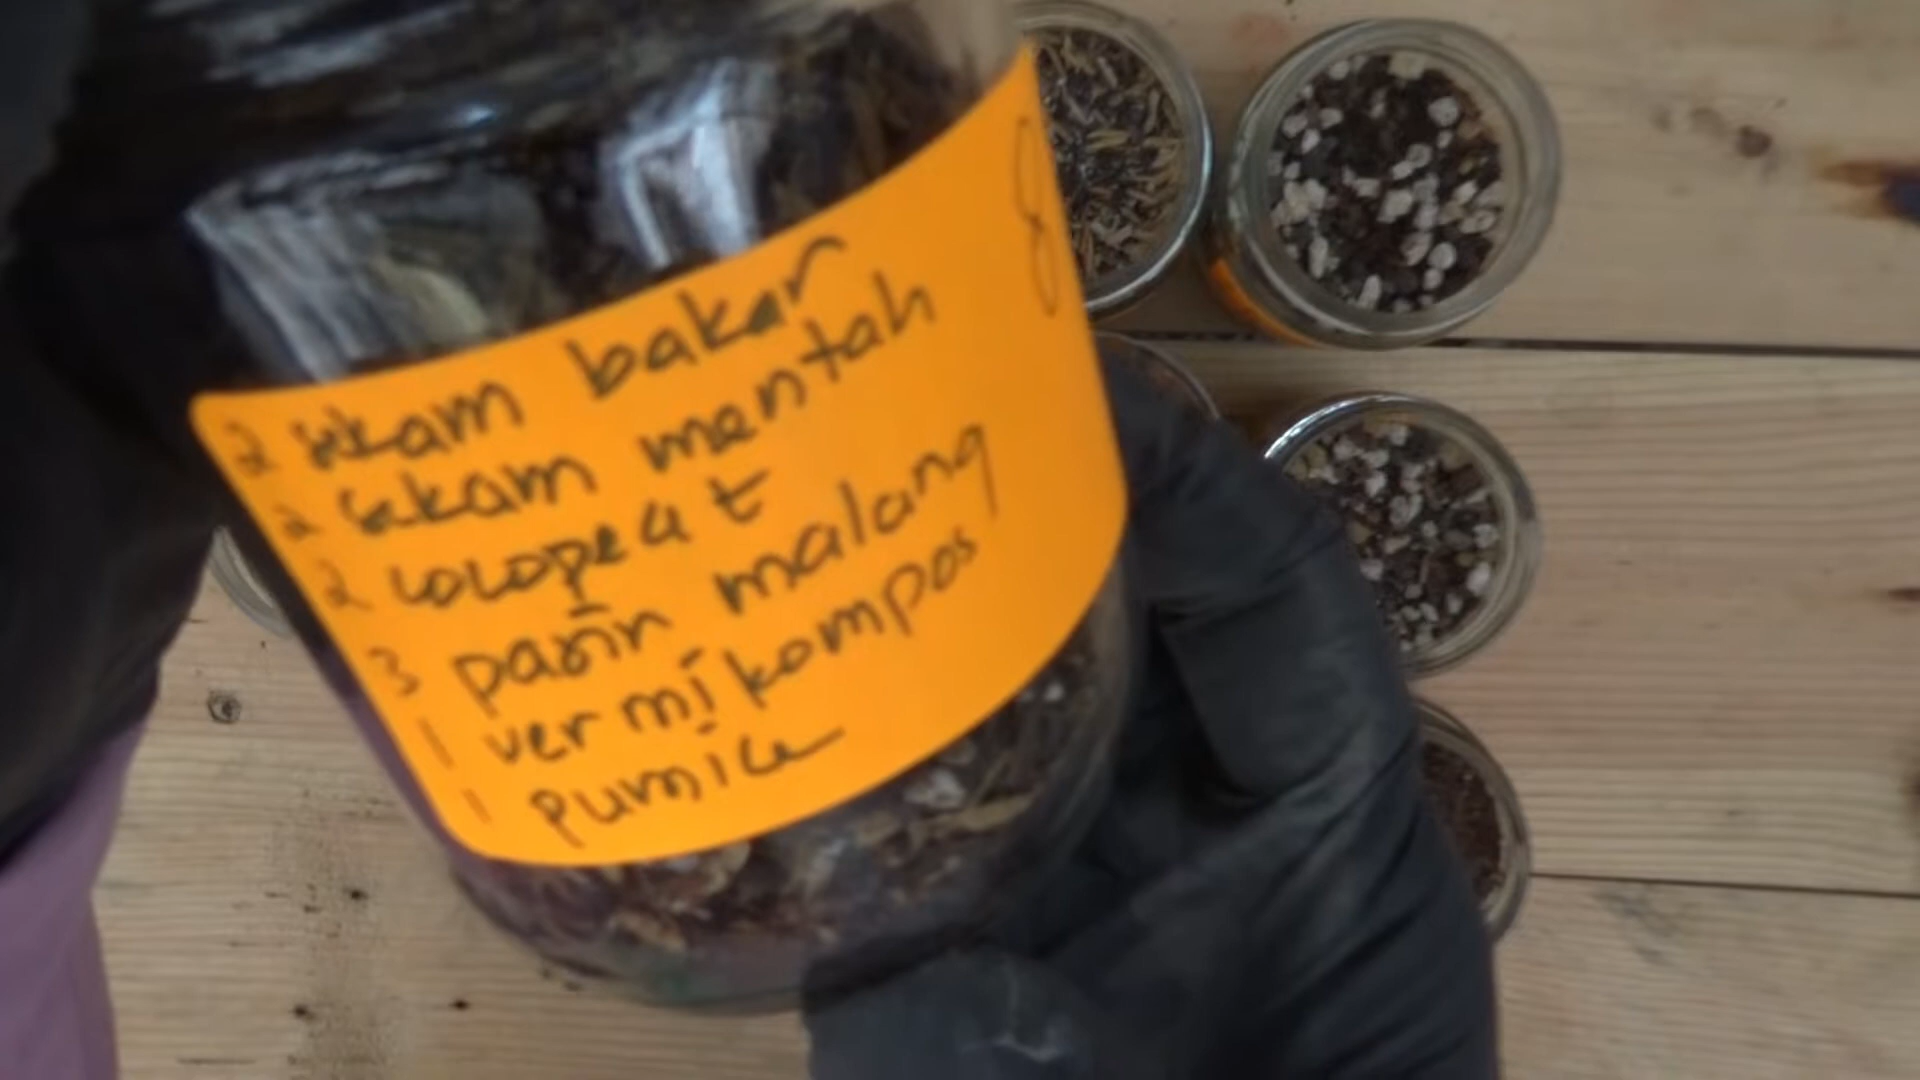 2 sekam bakar
2 sekam mentah
2 cocopeat
3 pasir malang
1 vermikompos
1 pumice
8